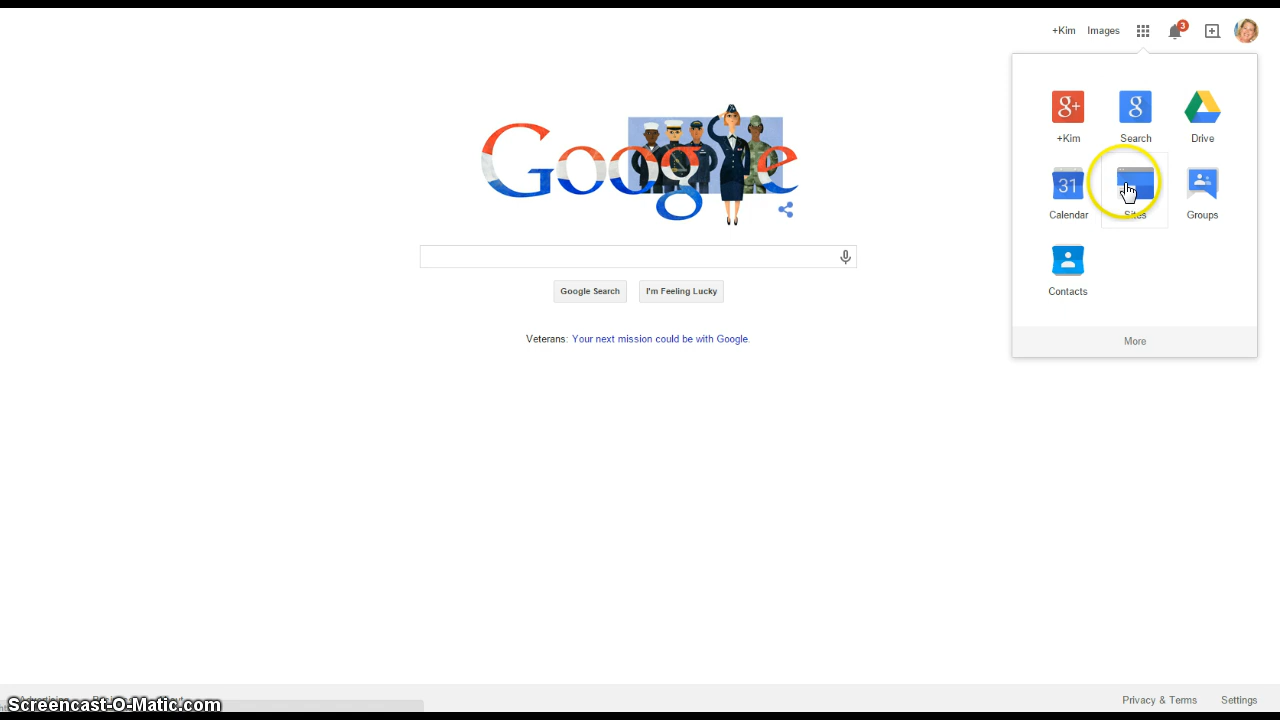 +Kim Images 3
Google
g+ g
+Kim Search Drive
31
Calendar Sites Groups
Contacts
More
Google Search I'm Feeling Lucky
Veterans: Your next mission could be with Google.
Privacy & Terms Settings
Screencast-O-Matic.com